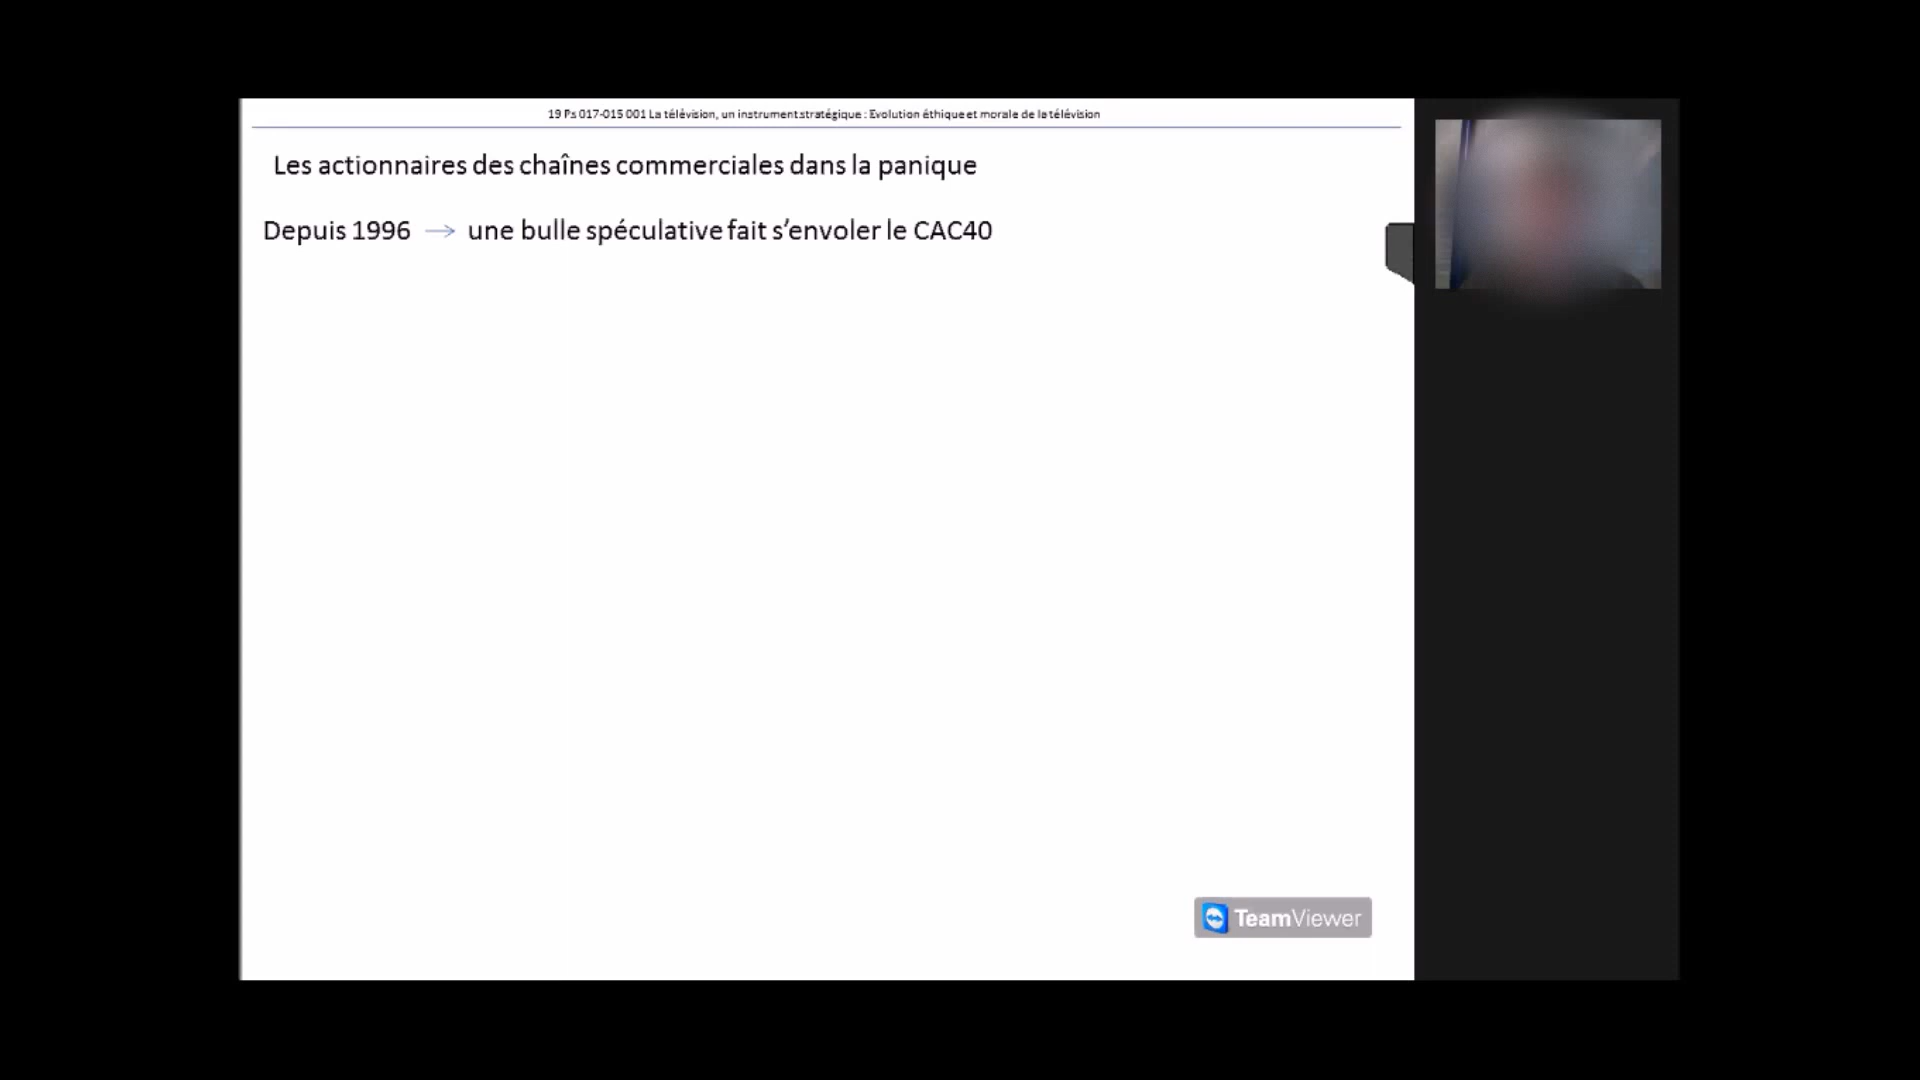 19 Ps 017-015 001 La télévision, un instrument stratégique : Evolution éthique et morale de la télévision
Les actionnaires des chaînes commerciales dans la panique
Depuis 1996 → une bulle spéculative fait s’envoler le CAC40
TeamViewer